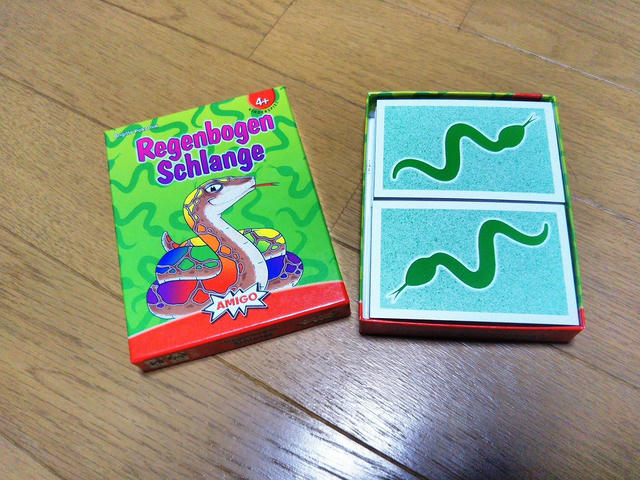 4+
Regenbogen
Schlange
AMIGO